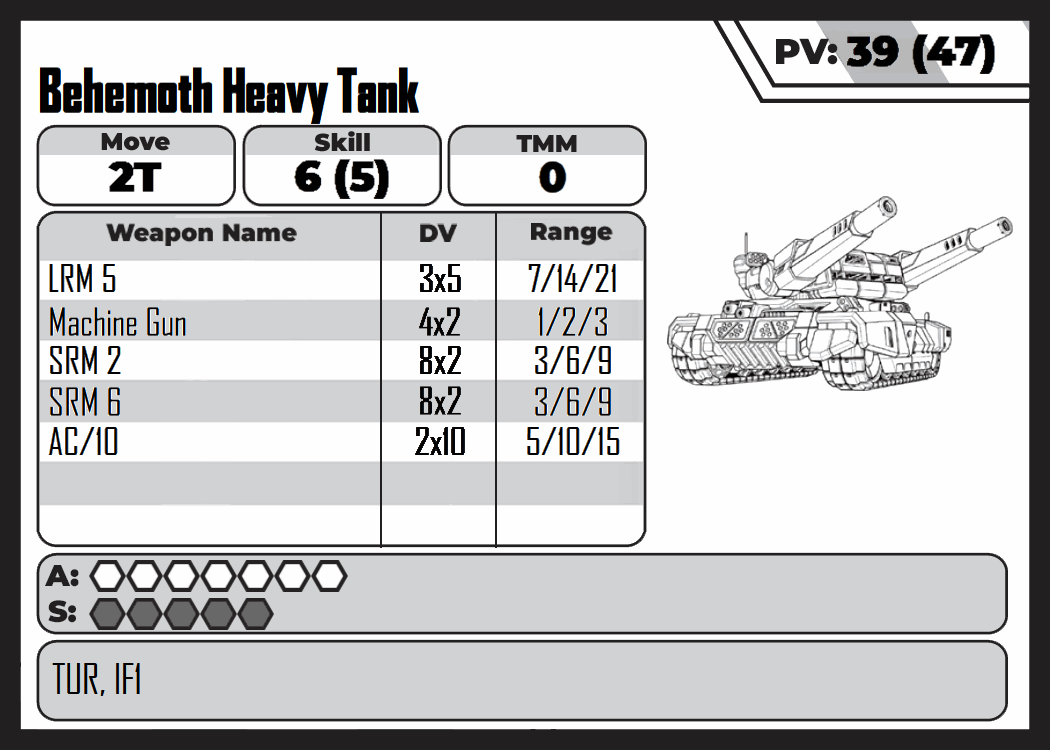 PV: 39 (47)
Behemoth Heavy Tank
Move Skill TMM
2T 6 (5) 0
Weapon Name DV Range
LRM 5 3x5 7/14/21
Machine Gun 4x2 1/2/3
SRM 2 8x2 3/6/9
SRM 6 8x2 3/6/9
AC/10 2x10 5/10/15
A:
S:
TUR, IF1